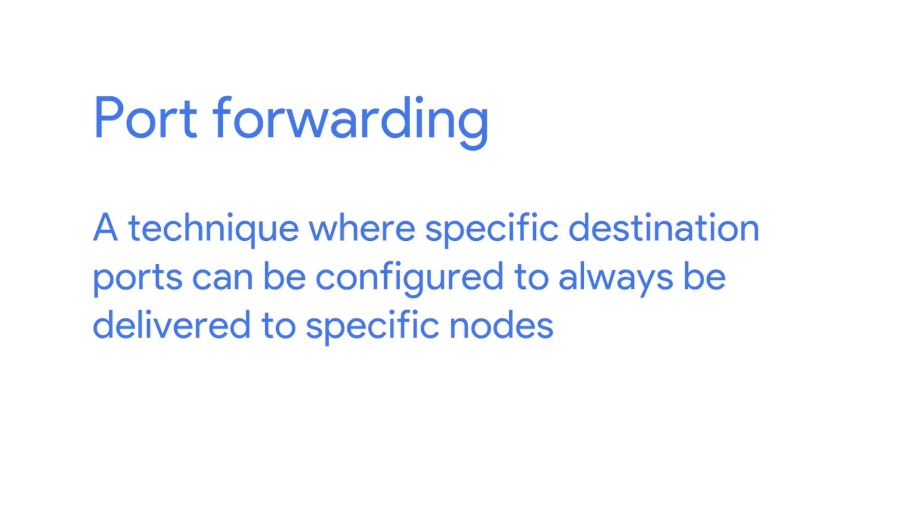 Port forwarding
A technique where specific destination
ports can be configured to always be
delivered to specific nodes